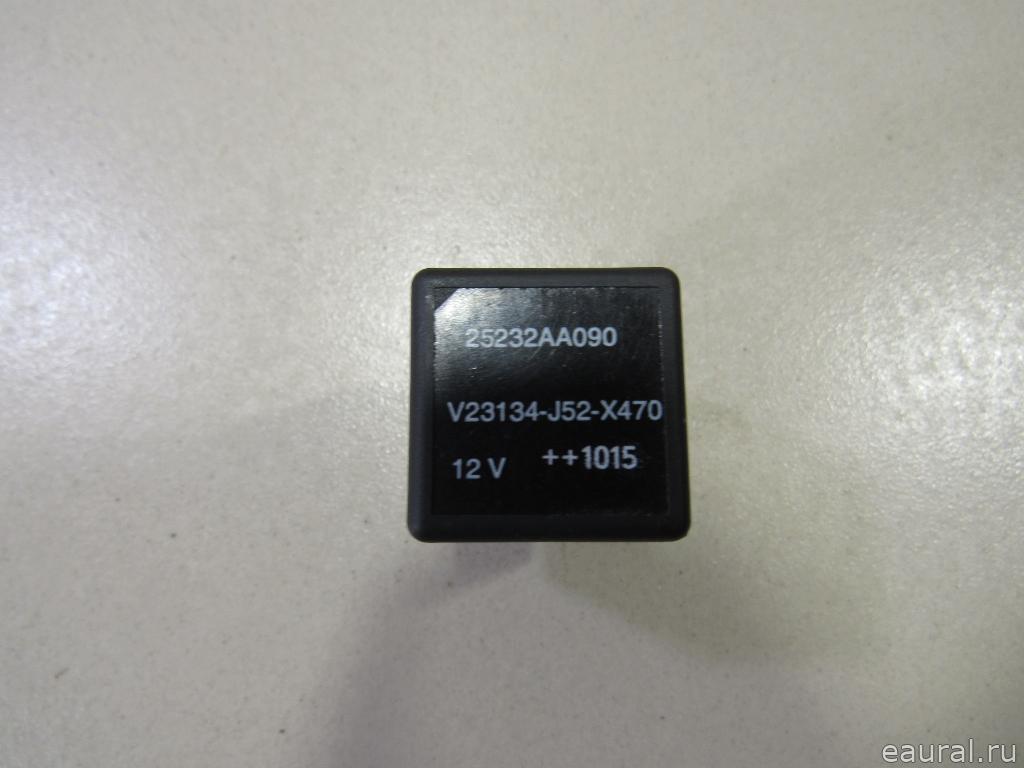 25232AA090
V23134-J52-X470
12 V ++1015
eaural.ru